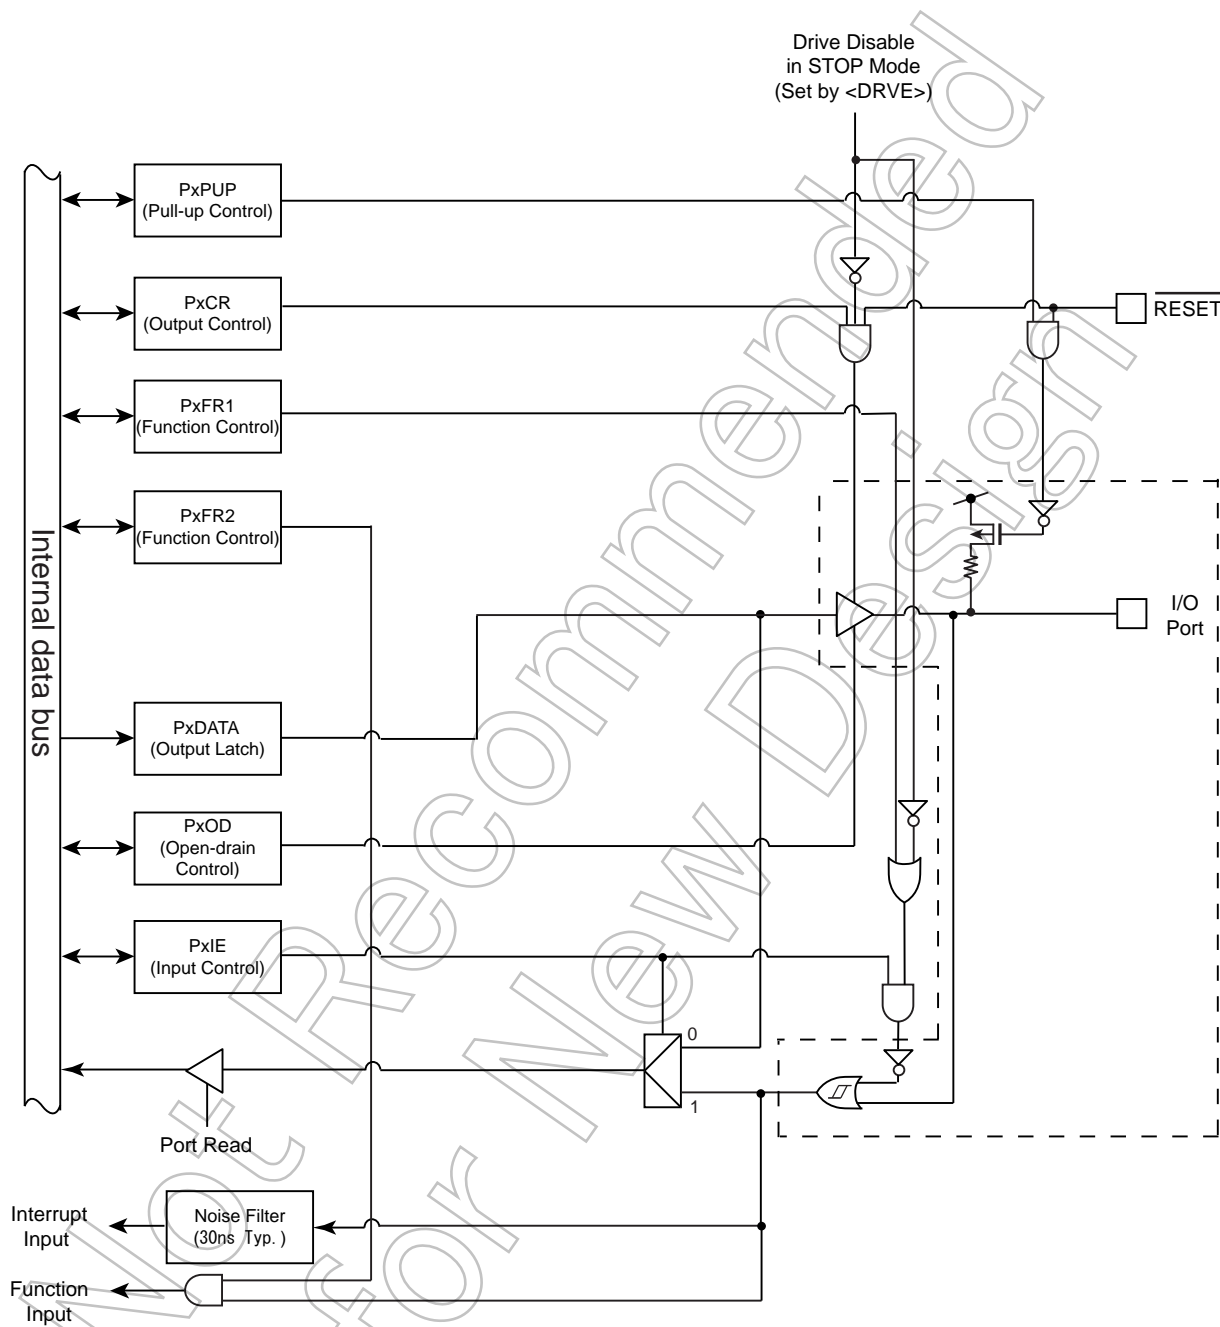 Drive Disable
in STOP Mode
(Set by <DRVE>)
PxPUP
(Pull-up Control)
PxCR
(Output Control)
RESET
PxFR1
(Function Control)
PxFR2
(Function Control)
Internal data bus
I/O
Port
PxDATA
(Output Latch)
PxOD
(Open-drain
Control)
PxIE
(Input Control)
0
1
Port Read
Interrupt
Input
Noise Filter
(30ns Typ. )
Function
Input
Not Recommended
for New Design